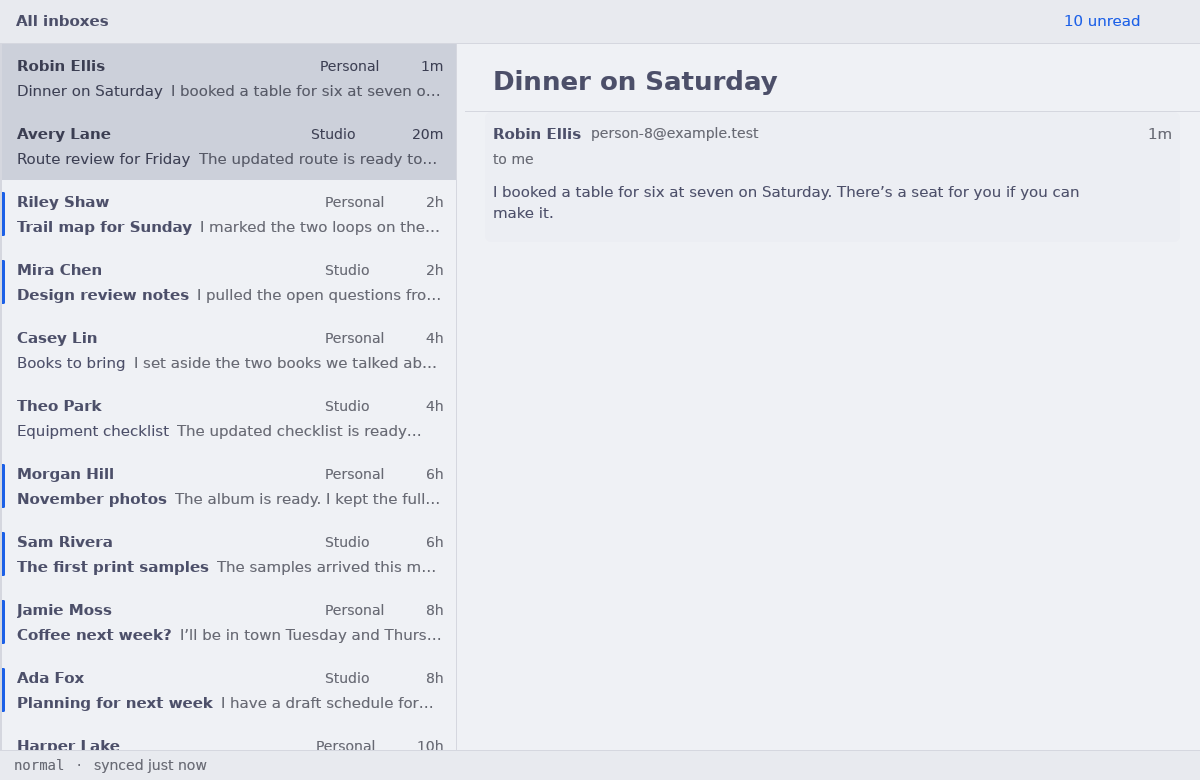 All inboxes 10 unread
Robin Ellis Personal 1m
Dinner on Saturday I booked a table for six at seven o…
Avery Lane Studio 20m
Route review for Friday The updated route is ready to…
Riley Shaw Personal 2h
Trail map for Sunday I marked the two loops on the…
Mira Chen Studio 2h
Design review notes I pulled the open questions fro…
Casey Lin Personal 4h
Books to bring I set aside the two books we talked ab…
Theo Park Studio 4h
Equipment checklist The updated checklist is ready…
Morgan Hill Personal 6h
November photos The album is ready. I kept the full…
Sam Rivera Studio 6h
The first print samples The samples arrived this m…
Jamie Moss Personal 8h
Coffee next week? I’ll be in town Tuesday and Thurs…
Ada Fox Studio 8h
Planning for next week I have a draft schedule for…
Harper Lake Personal 10h
Dinner on Saturday
Robin Ellis person-8@example.test 1m
to me
I booked a table for six at seven on Saturday. There’s a seat for you if you can
make it.
normal · synced just now